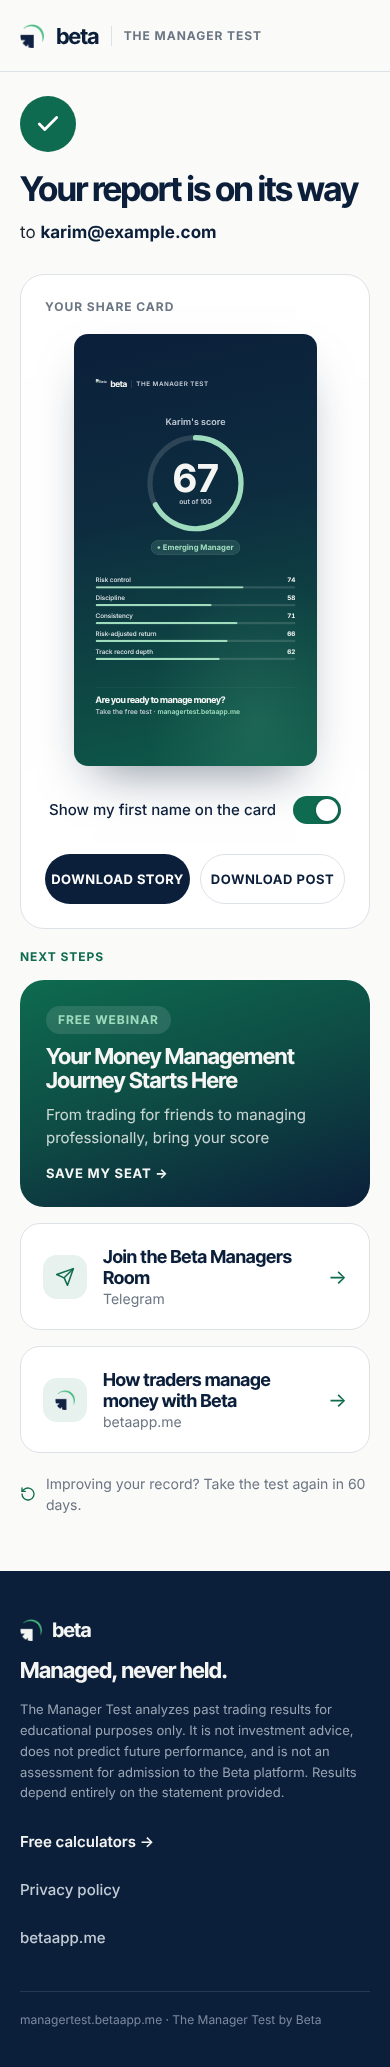 beta
THE MANAGER TEST
Your report is on its way
to karim@example.com
YOUR SHARE CARD
beta THE MANAGER TEST
Karim's score
67
out of 100
• Emerging Manager
Risk control 74
Discipline 58
Consistency 71
Risk-adjusted return 66
Track record depth 62
Are you ready to manage money?
Take the free test · managertest.betaapp.me
Show my first name on the card
DOWNLOAD STORY
DOWNLOAD POST
NEXT STEPS
FREE WEBINAR
Your Money Management
Journey Starts Here
From trading for friends to managing
professionally, bring your score
SAVE MY SEAT →
Join the Beta Managers
Room
Telegram
→
How traders manage
money with Beta
betaapp.me
→
Improving your record? Take the test again in 60
days.
beta
Managed, never held.
The Manager Test analyzes past trading results for
educational purposes only. It is not investment advice,
does not predict future performance, and is not an
assessment for admission to the Beta platform. Results
depend entirely on the statement provided.
Free calculators →
Privacy policy
betaapp.me
managertest.betaapp.me · The Manager Test by Beta